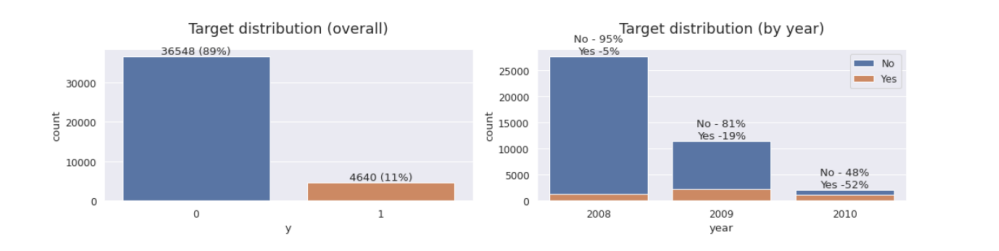 Target distribution (overall)
36548 (89%)
4640 (11%)
30000
20000
10000
0
count
0
1
y
Target distribution (by year)
No - 95%
Yes -5%
No - 81%
Yes -19%
No - 48%
Yes -52%
No
Yes
25000
20000
15000
10000
5000
0
count
2008
2009
2010
year